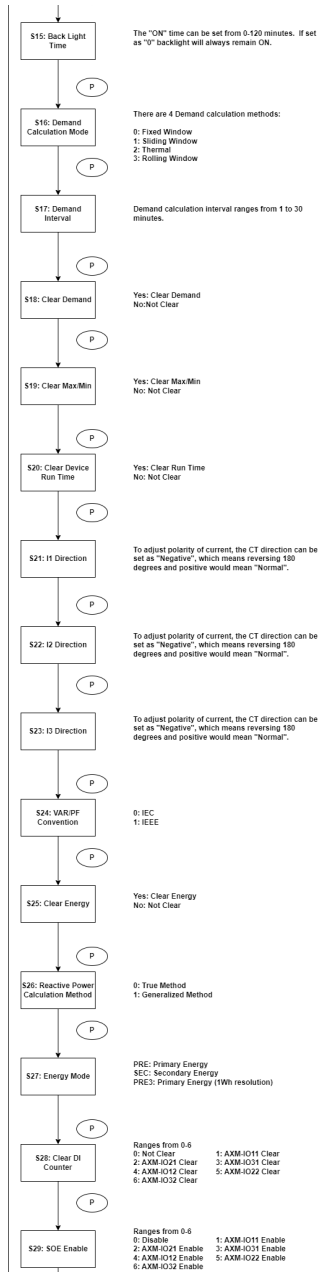 S15: Back Light
Time
The "ON" time can be set from 0-120 minutes. If set
as "0" backlight will always remain ON.
P
S16: Demand
Calculation Mode
There are 4 Demand calculation methods:
0: Fixed Window
1: Sliding Window
2: Thermal
3: Rolling Window
P
S17: Demand
Interval
Demand calculation interval ranges from 1 to 30
minutes.
P
S18: Clear Demand
Yes: Clear Demand
No:Not Clear
P
S19: Clear Max/Min
Yes: Clear Max/Min
No: Not Clear
P
S20: Clear Device
Run Time
Yes: Clear Run Time
No: Not Clear
P
S21: I1 Direction
To adjust polarity of current, the CT direction can be
set as "Negative", which means reversing 180
degrees and positive would mean "Normal".
P
S22: I2 Direction
To adjust polarity of current, the CT direction can be
set as "Negative", which means reversing 180
degrees and positive would mean "Normal".
P
S23: I3 Direction
To adjust polarity of current, the CT direction can be
set as "Negative", which means reversing 180
degrees and positive would mean "Normal".
P
S24: VAR/PF
Convention
0: IEC
1: IEEE
P
S25: Clear Energy
Yes: Clear Energy
No: Not Clear
P
S26: Reactive Power
Calculation Method
0: True Method
1: Generalized Method
P
S27: Energy Mode
PRE: Primary Energy
SEC: Secondary Energy
PRE3: Primary Energy (1Wh resolution)
P
S28: Clear DI
Counter
Ranges from 0-6
0: Not Clear 1: AXM-IO11 Clear
2: AXM-IO21 Clear 3: AXM-IO31 Clear
4: AXM-IO12 Clear 5: AXM-IO22 Clear
6: AXM-IO32 Clear
P
S29: SOE Enable
Ranges from 0-6
0: Disable 1: AXM-IO11 Enable
2: AXM-IO21 Enable 3: AXM-IO31 Enable
4: AXM-IO12 Enable 5: AXM-IO22 Enable
6: AXM-IO32 Enable